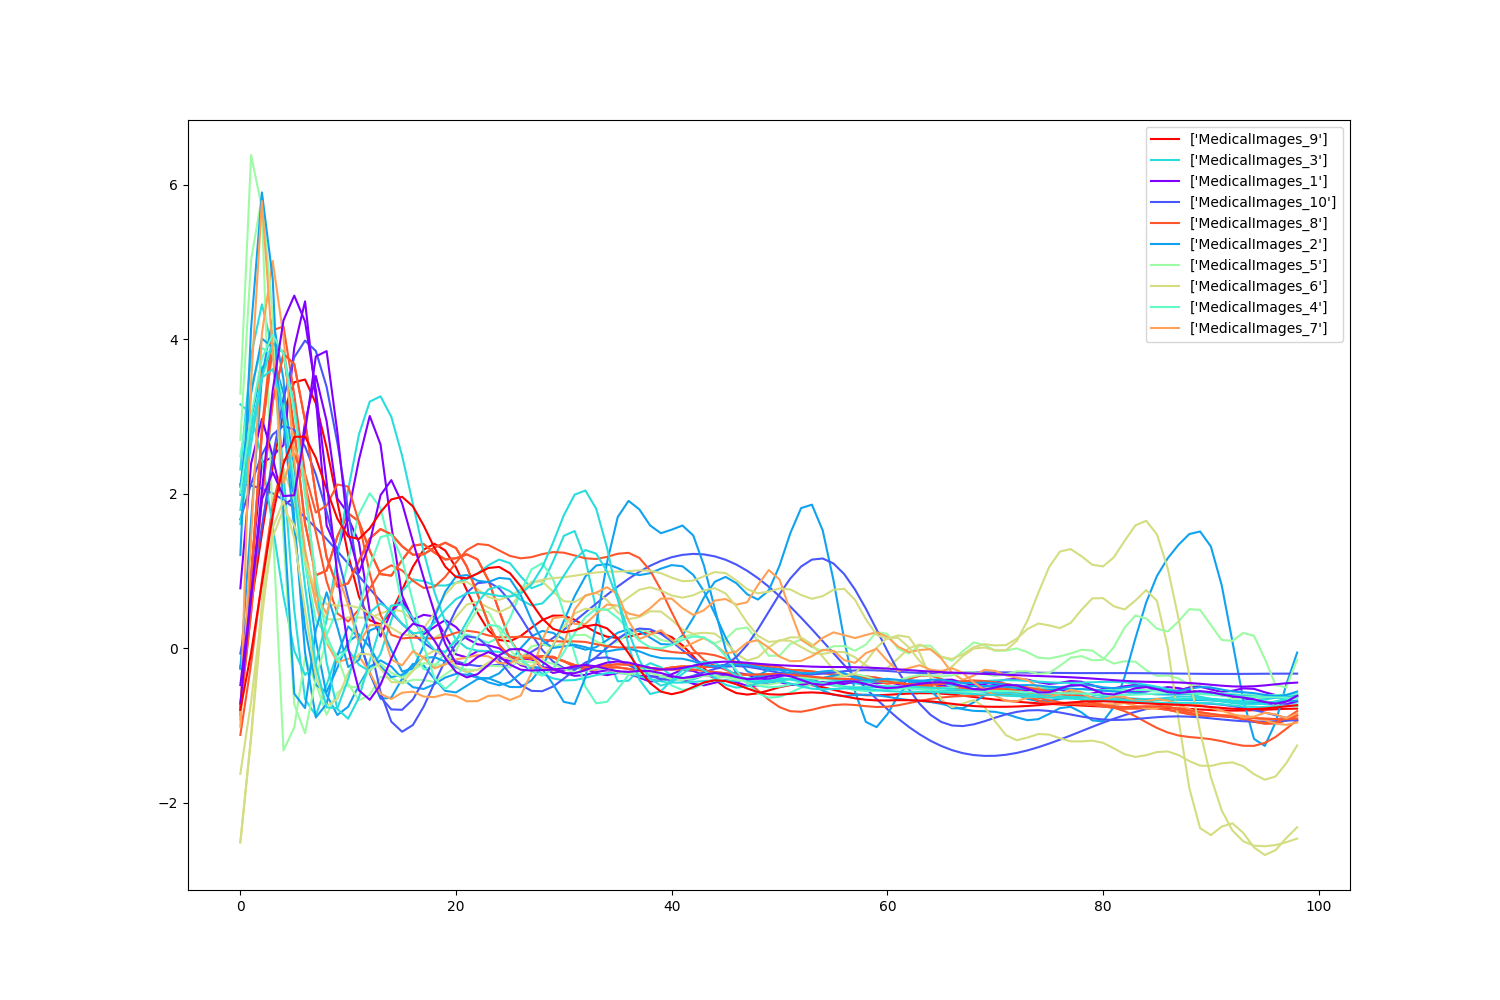 ['MedicalImages_9']
['MedicalImages_3']
['MedicalImages_1']
['MedicalImages_10']
['MedicalImages_8']
['MedicalImages_2']
['MedicalImages_5']
['MedicalImages_6']
['MedicalImages_4']
['MedicalImages_7']
6
4
2
0
−2
0 20 40 60 80 100